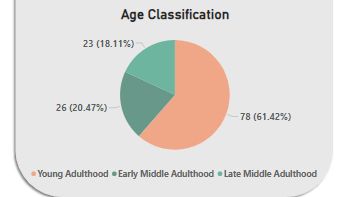 Age Classification
23 (18.11%)
26 (20.47%)
78 (61.42%)
Young Adulthood Early Middle Adulthood Late Middle Adulthood